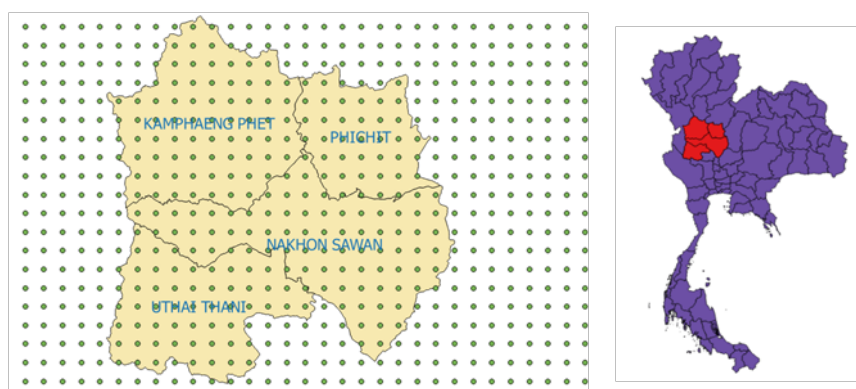 KAMPHAENG PHET
PHICHIT
NAKHON SAWAN
UTHAI THANI